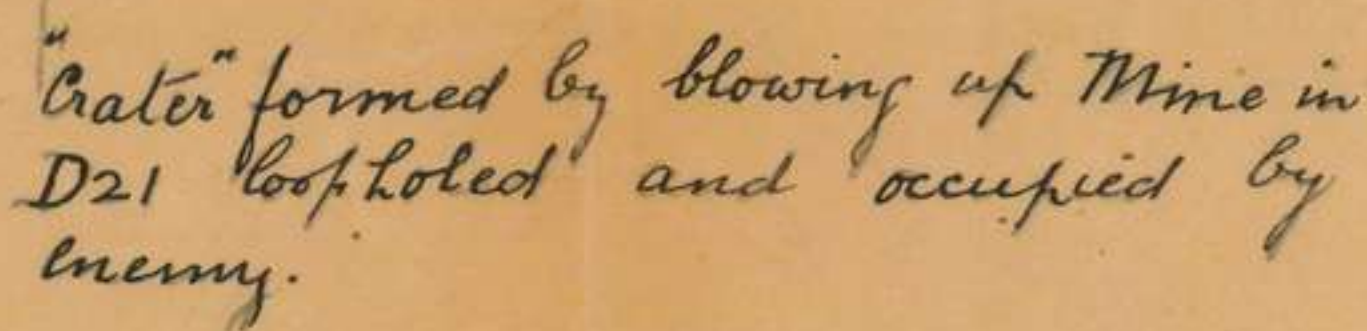 "Crater" formed by blowing up Mine in
D21 loopholed and occupied by
enemy.